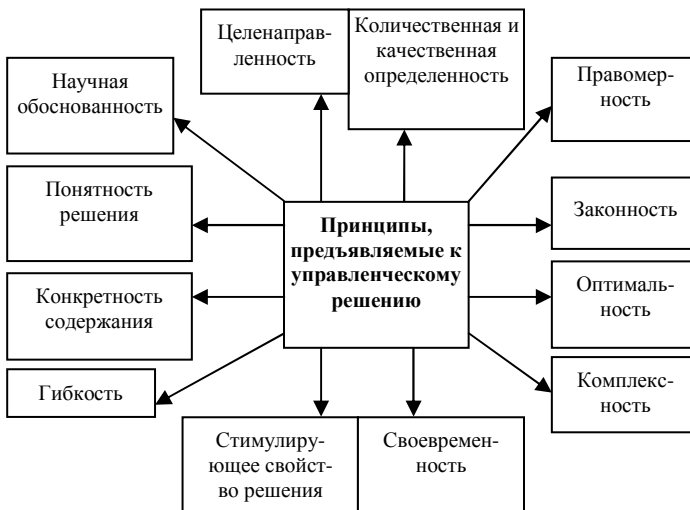 Целенаправ-
ленность
Количественная и
качественная
определенность
Научная
обоснованность
Правомер-
ность
Понятность
решения
Законность
Принципы,
предъявляемые к
управленческому
решению
Конкретность
содержания
Оптималь-
ность
Гибкость
Комплекс-
ность
Стимулиру-
ющее свойст-
во решения
Своевремен-
ность